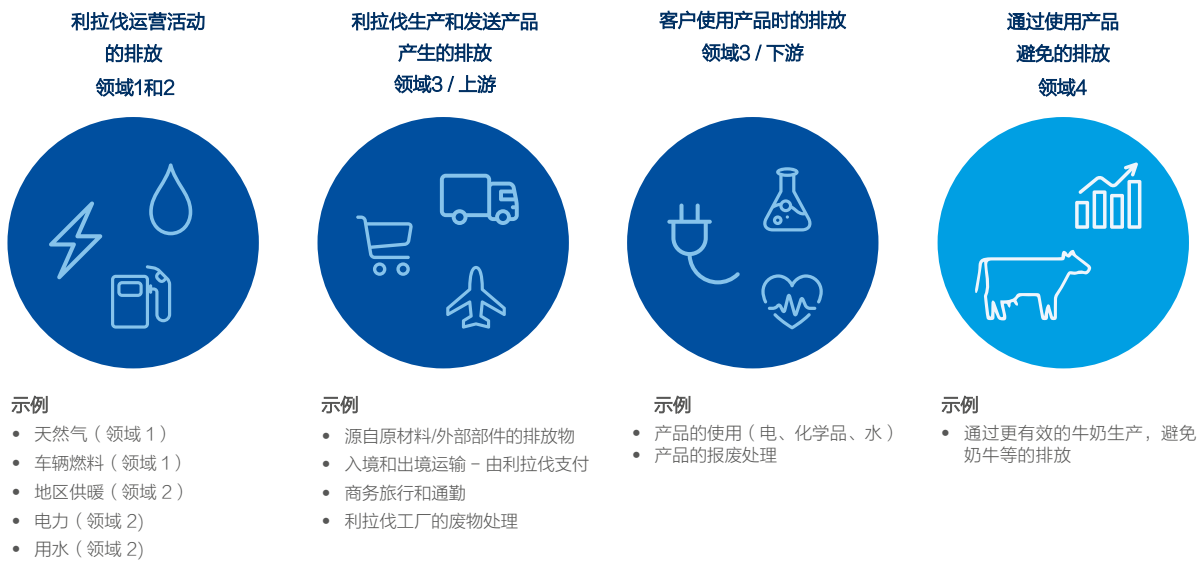 利拉伐运营活动
的排放
领域1和2
示例
• 天然气（领域 1）
• 车辆燃料（领域 1）
• 地区供暖（领域 2）
• 电力（领域 2)
• 用水（领域 2)
利拉伐生产和发送产品
产生的排放
领域3 / 上游
示例
• 源自原材料/外部部件的排放物
• 入境和出境运输 – 由利拉伐支付
• 商务旅行和通勤
• 利拉伐工厂的废物处理
客户使用产品时的排放
领域3 / 下游
示例
• 产品的使用（电、化学品、水）
• 产品的报废处理
通过使用产品
避免的排放
领域4
示例
• 通过更有效的牛奶生产，避免
奶牛等的排放